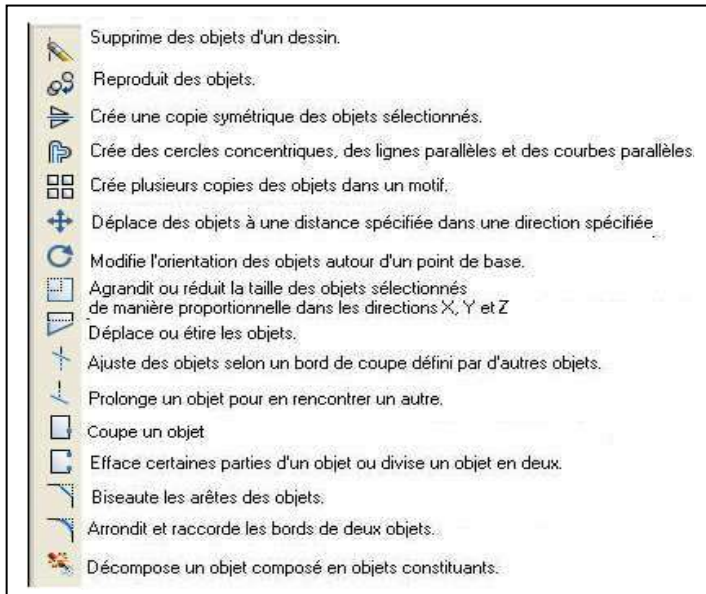 Supprime des objets d'un dessin.
Reproduit des objets.
Crée une copie symétrique des objets sélectionnés.
Crée des cercles concentriques, des lignes parallèles et des courbes parallèles.
Crée plusieurs copies des objets dans un motif.
Déplace des objets à une distance spécifiée dans une direction spécifiée
Modifie l'orientation des objets autour d'un point de base.
Agrandit ou réduit la taille des objets sélectionnés
de manière proportionnelle dans les directions X, Y et Z
Déplace ou étire les objets.
Ajuste des objets selon un bord de coupe défini par d'autres objets.
Prolonge un objet pour en rencontrer un autre.
Coupe un objet
Efface certaines parties d'un objet ou divise un objet en deux.
Biseaute les arêtes des objets.
Arrondit et raccorde les bords de deux objets.
Décompose un objet composé en objets constituants.